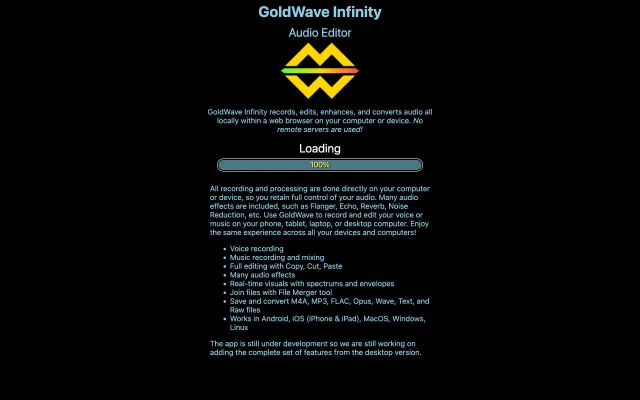 GoldWave Infinity
Audio Editor
GoldWave Infinity records, edits, enhances, and converts audio all
locally within a web browser on your computer or device. No
remote servers are used!
Loading
100%
All recording and processing are done directly on your computer
or device, so you retain full control of your audio. Many audio
effects are included, such as Flanger, Echo, Reverb, Noise
Reduction, etc. Use GoldWave to record and edit your voice or
music on your phone, tablet, laptop, or desktop computer. Enjoy
the same experience across all your devices and computers!
• Voice recording
• Music recording and mixing
• Full editing with Copy, Cut, Paste
• Many audio effects
• Real-time visuals with spectrums and envelopes
• Join files with File Merger tool
• Save and convert M4A, MP3, FLAC, Opus, Wave, Text, and
Raw files
• Works in Android, iOS (iPhone & iPad), MacOS, Windows,
Linux
The app is still under development so we are still working on
adding the complete set of features from the desktop version.